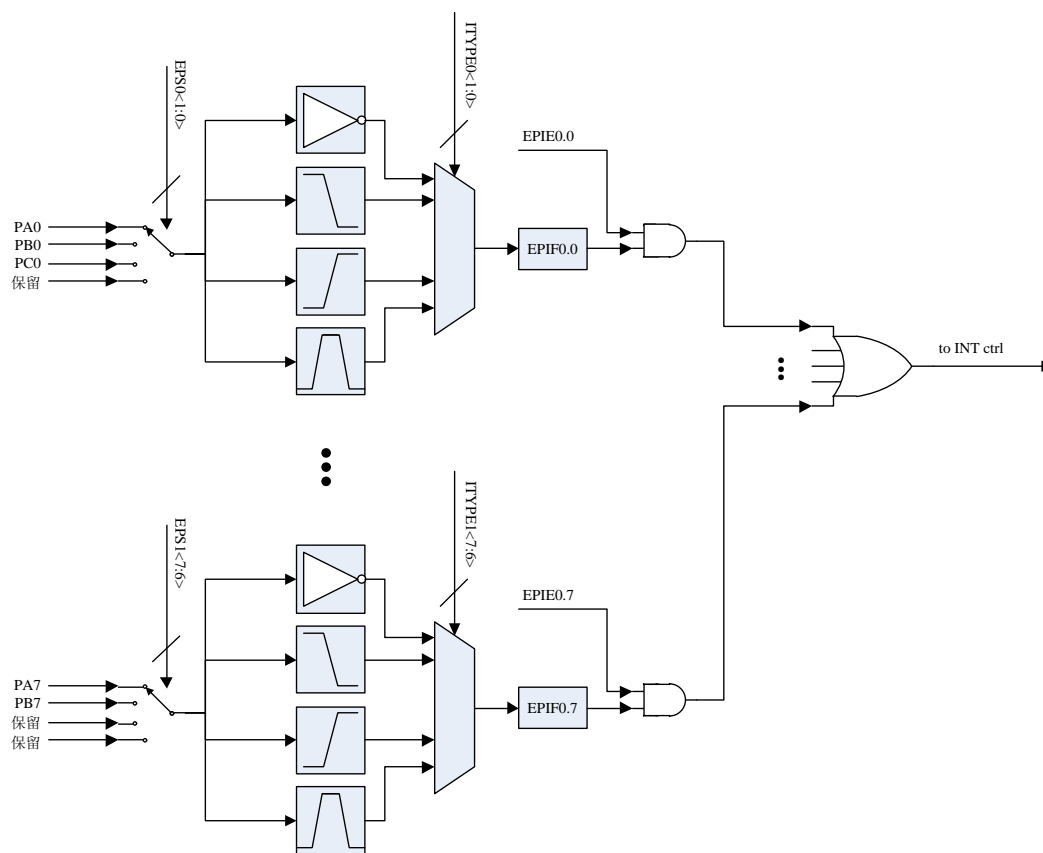 EPS0<1:0>
ITYPE0<1:0>
EPIE0.0
PA0
PB0
PC0
保留
EPIF0.0
to INT ctrl
EPS1<7:6>
ITYPE1<7:6>
EPIE0.7
PA7
PB7
保留
保留
EPIF0.7